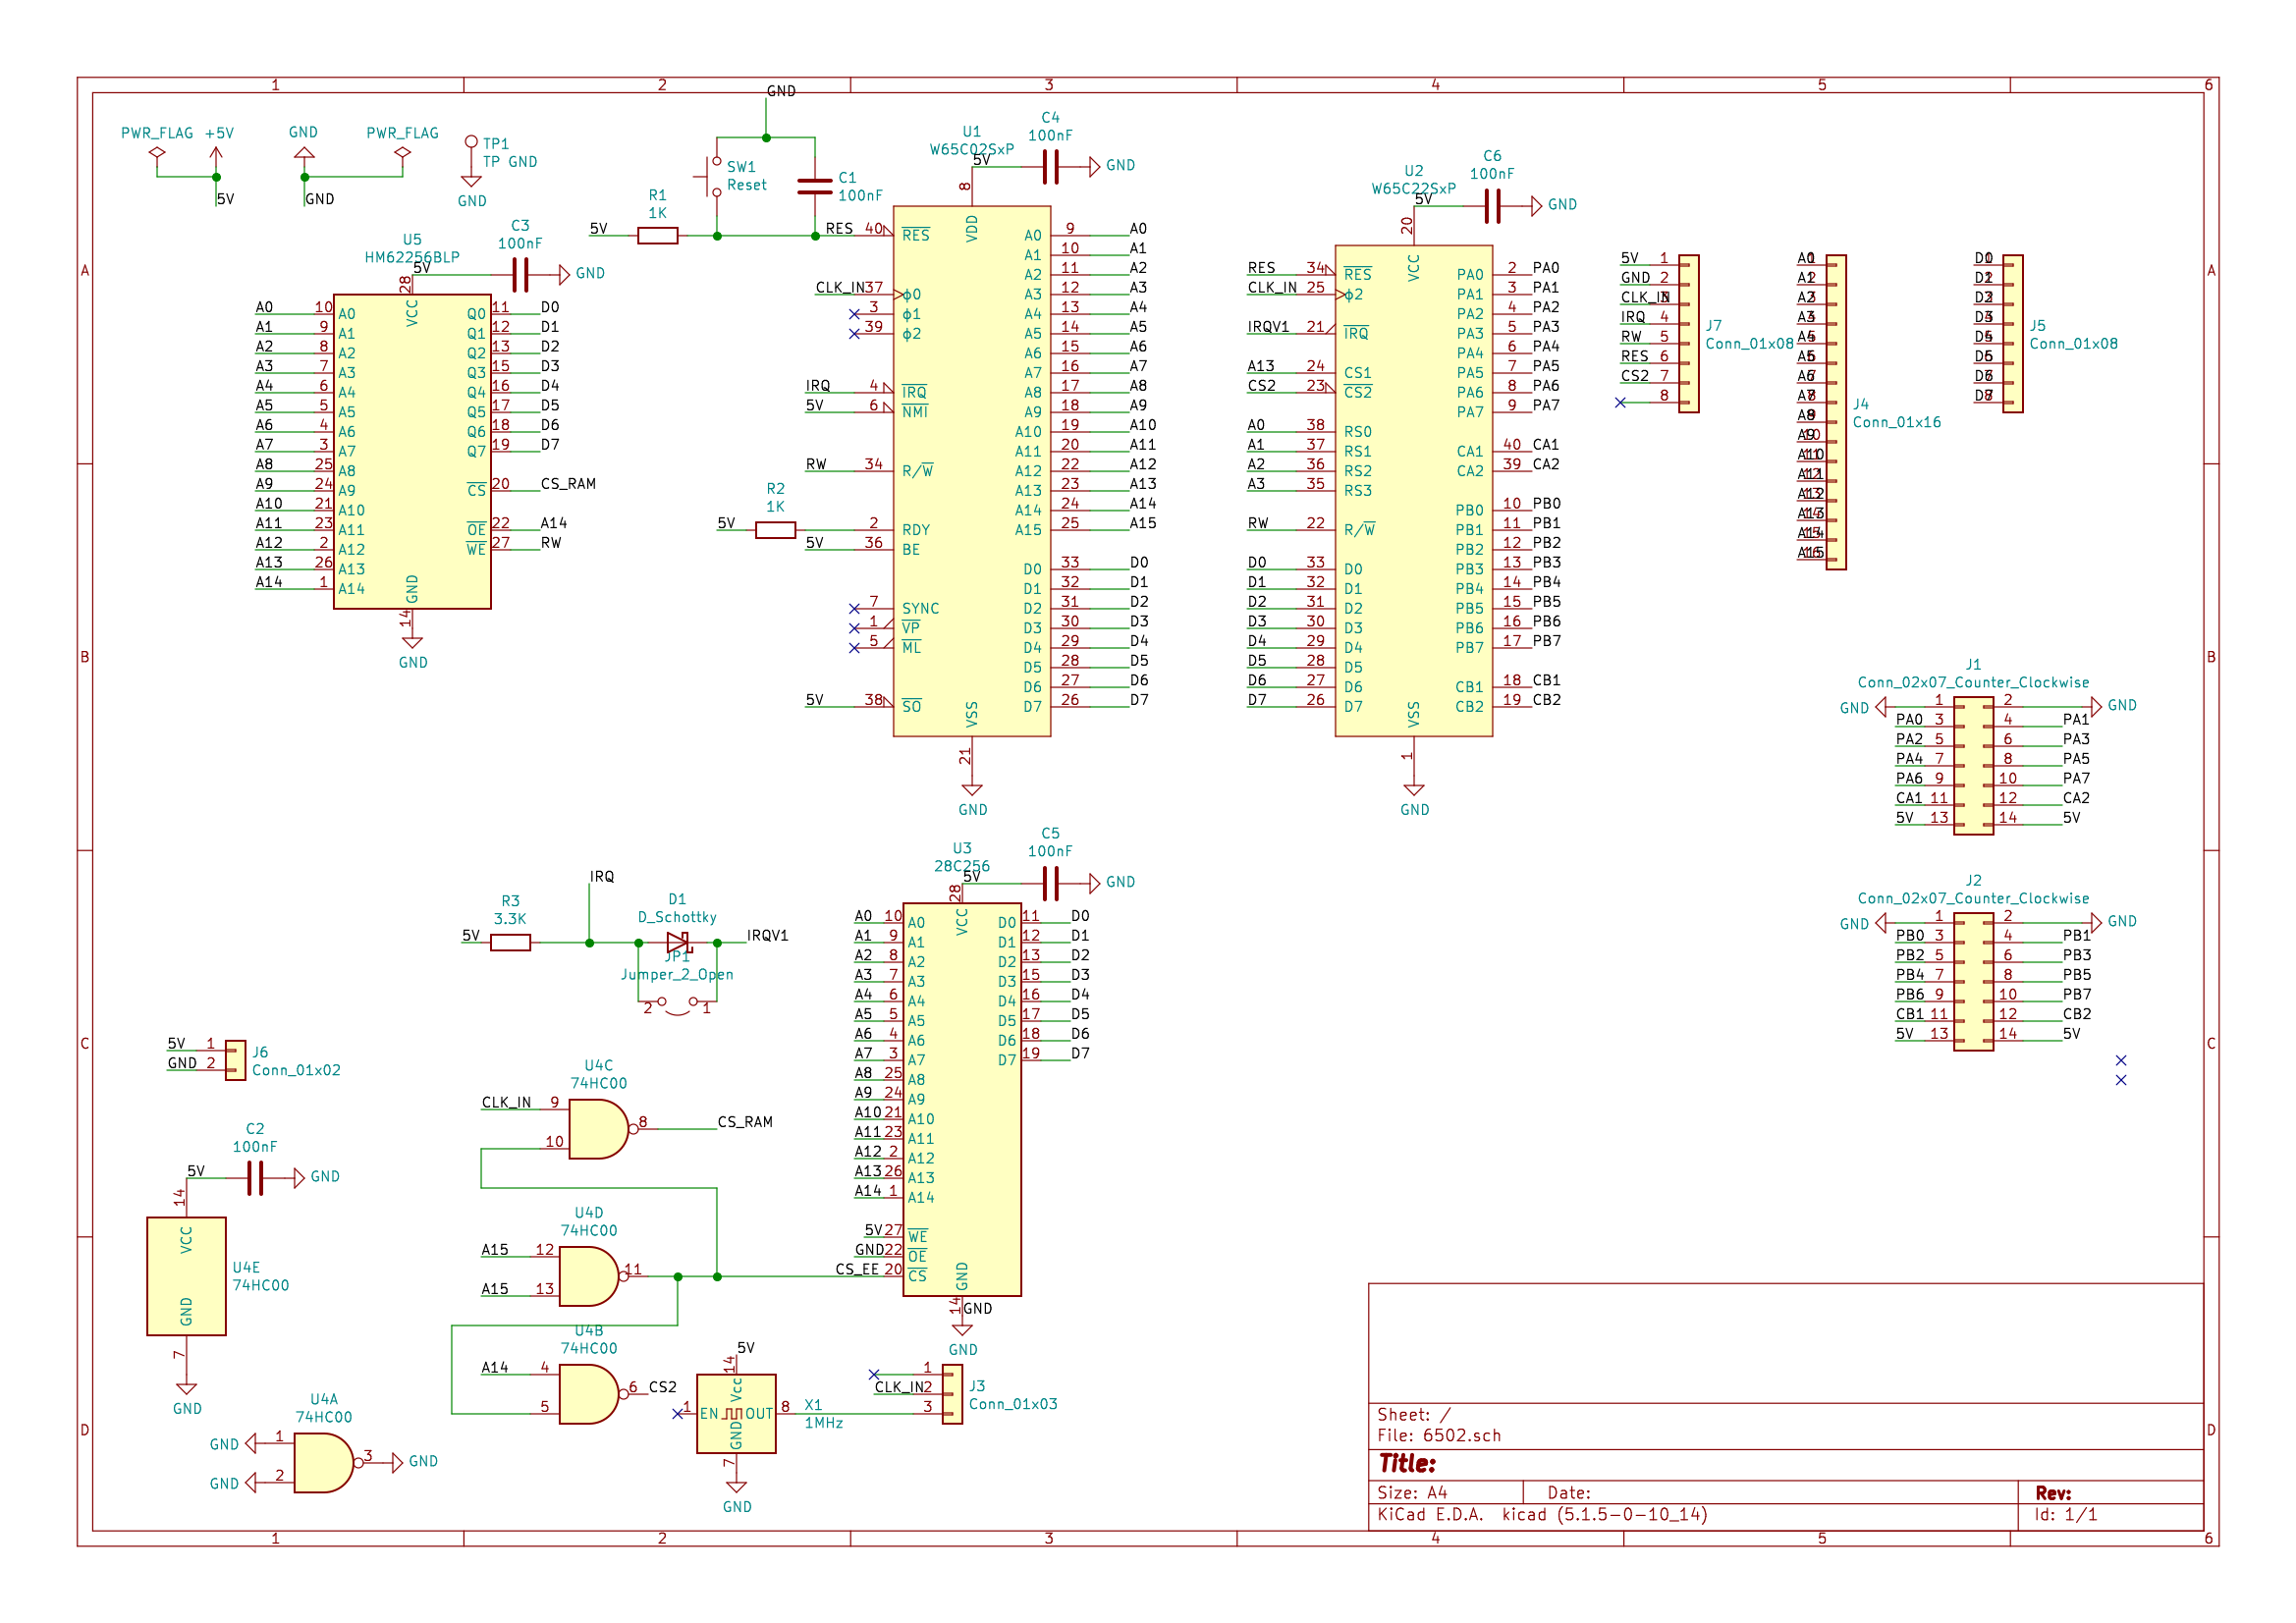 1 2 3 4 5 6
A B C D
PWR_FLAG
+5V
5V
GND
PWR_FLAG
GND
TP1
TP GND
GND
U5
HM62256BLP
5V
C3
100nF
GND
28
VCC
A0 10 A0
A1 9 A1
A2 8 A2
A3 7 A3
A4 6 A4
A5 5 A5
A6 4 A6
A7 3 A7
A8 25 A8
A9 24 A9
A10 21 A10
A11 23 A11
A12 2 A12
A13 26 A13
A14 1 A14
Q0 11 D0
Q1 12 D1
Q2 13 D2
Q3 15 D3
Q4 16 D4
Q5 17 D5
Q6 18 D6
Q7 19 D7
CS 20 CS_RAM
OE 22 A14
WE 27 RW
GND
14
GND
GND
SW1
Reset
C1
100nF
R1
1K
5V
RES
U1
W65C02SxP
5V
C4
100nF
GND
8
VDD
40 RES
CLK_IN 37 ϕ0
3 ϕ1
39 ϕ2
IRQ 4 IRQ
5V 6 NMI
RW 34 R/W
R2
1K
5V
2 RDY
5V 36 BE
7 SYNC
1 VP
5 ML
5V 38 SO
A0 9 A0
A1 10 A1
A2 11 A2
A3 12 A3
A4 13 A4
A5 14 A5
A6 15 A6
A7 16 A7
A8 17 A8
A9 18 A9
A10 19 A10
A11 20 A11
A12 22 A12
A13 23 A13
A14 24 A14
A15 25 A15
D0 33 D0
D1 32 D1
D2 31 D2
D3 30 D3
D4 29 D4
D5 28 D5
D6 27 D6
D7 26 D7
VSS
21
GND
U2
W65C22SxP
5V
C6
100nF
GND
20
VCC
RES 34 RES
CLK_IN 25 ϕ2
IRQV1 21 IRQ
A13 24 CS1
CS2 23 CS2
A0 38 RS0
A1 37 RS1
A2 36 RS2
A3 35 RS3
RW 22 R/W
D0 33 D0
D1 32 D1
D2 31 D2
D3 30 D3
D4 29 D4
D5 28 D5
D6 27 D6
D7 26 D7
PA0 2 PA0
PA1 3 PA1
PA2 4 PA2
PA3 5 PA3
PA4 6 PA4
PA5 7 PA5
PA6 8 PA6
PA7 9 PA7
CA1 40 CA1
CA2 39 CA2
PB0 10 PB0
PB1 11 PB1
PB2 12 PB2
PB3 13 PB3
PB4 14 PB4
PB5 15 PB5
PB6 16 PB6
PB7 17 PB7
CB1 18 CB1
CB2 19 CB2
VSS
1
GND
5V 1
GND 2
CLK_IN 3
IRQ 4
RW 5
RES 6
CS2 7
8
J7
Conn_01x08
A0 1
A1 2
A2 3
A3 4
A4 5
A5 6
A6 7
A7 8
A8 9
A9 10
A10 11
A11 12
A12 13
A13 14
A14 15
A15 16
J4
Conn_01x16
D0 1
D1 2
D2 3
D3 4
D4 5
D5 6
D6 7
D7 8
J5
Conn_01x08
J1
Conn_02x07_Counter_Clockwise
GND 1 2 GND
PA0 3 4 PA1
PA2 5 6 PA3
PA4 7 8 PA5
PA6 9 10 PA7
CA1 11 12 CA2
5V 13 14 5V
J2
Conn_02x07_Counter_Clockwise
GND 1 2 GND
PB0 3 4 PB1
PB2 5 6 PB3
PB4 7 8 PB5
PB6 9 10 PB7
CB1 11 12 CB2
5V 13 14 5V
IRQ
R3
3.3K
5V
D1
D_Schottky
IRQV1
JP1
Jumper_2_Open
2 1
U3
28C256
5V
C5
100nF
GND
28
VCC
A0 10 A0
A1 9 A1
A2 8 A2
A3 7 A3
A4 6 A4
A5 5 A5
A6 4 A6
A7 3 A7
A8 25 A8
A9 24 A9
A10 21 A10
A11 23 A11
A12 2 A12
A13 26 A13
A14 1 A14
5V 27 WE
GND 22 OE
CS_EE 20 CS
D0 11 D0
D1 12 D1
D2 13 D2
D3 15 D3
D4 16 D4
D5 17 D5
D6 18 D6
D7 19 D7
GND
14
GND
GND
5V 1
GND 2
J6
Conn_01x02
C2
100nF
5V
GND
14
VCC
GND
7
U4E
74HC00
GND
U4C
74HC00
CLK_IN 9
10
8 CS_RAM
U4D
74HC00
A15 12
A15 13
11
U4B
74HC00
A14 4
5
6 CS2
U4A
74HC00
GND 1
GND 2
3 GND
5V
14
Vcc
1 EN OUT 8
GND
7
GND
X1
1MHz
1
CLK_IN 2
3
J3
Conn_01x03
Sheet: /
File: 6502.sch
Title:
Size: A4 Date: Rev:
KiCad E.D.A. kicad (5.1.5-0-10_14) Id: 1/1
1 2 3 4 5 6
A B C D